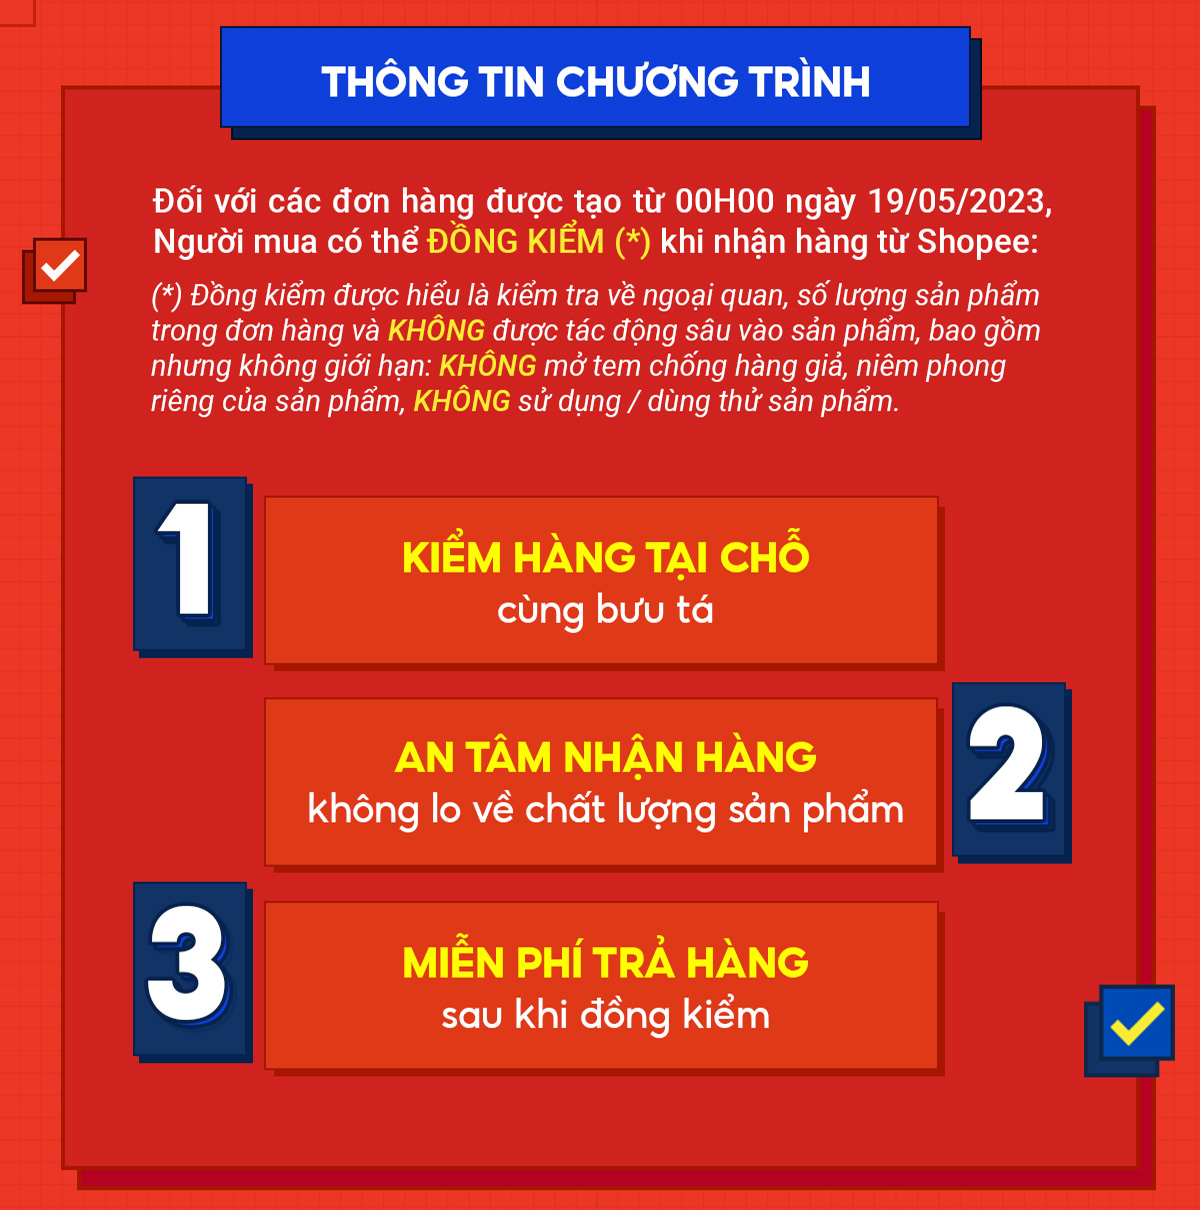 THÔNG TIN CHƯƠNG TRÌNH
Đối với các đơn hàng được tạo từ 00H00 ngày 19/05/2023,
Người mua có thể ĐỒNG KIỂM (*) khi nhận hàng từ Shopee:
(*) Đồng kiểm được hiểu là kiểm tra về ngoại quan, số lượng sản phẩm
trong đơn hàng và KHÔNG được tác động sâu vào sản phẩm, bao gồm
nhưng không giới hạn: KHÔNG mở tem chống hàng giả, niêm phong
riêng của sản phẩm, KHÔNG sử dụng / dùng thử sản phẩm.
1
KIỂM HÀNG TẠI CHỖ
cùng bưu tá
2
AN TÂM NHẬN HÀNG
không lo về chất lượng sản phẩm
3
MIỄN PHÍ TRẢ HÀNG
sau khi đồng kiểm